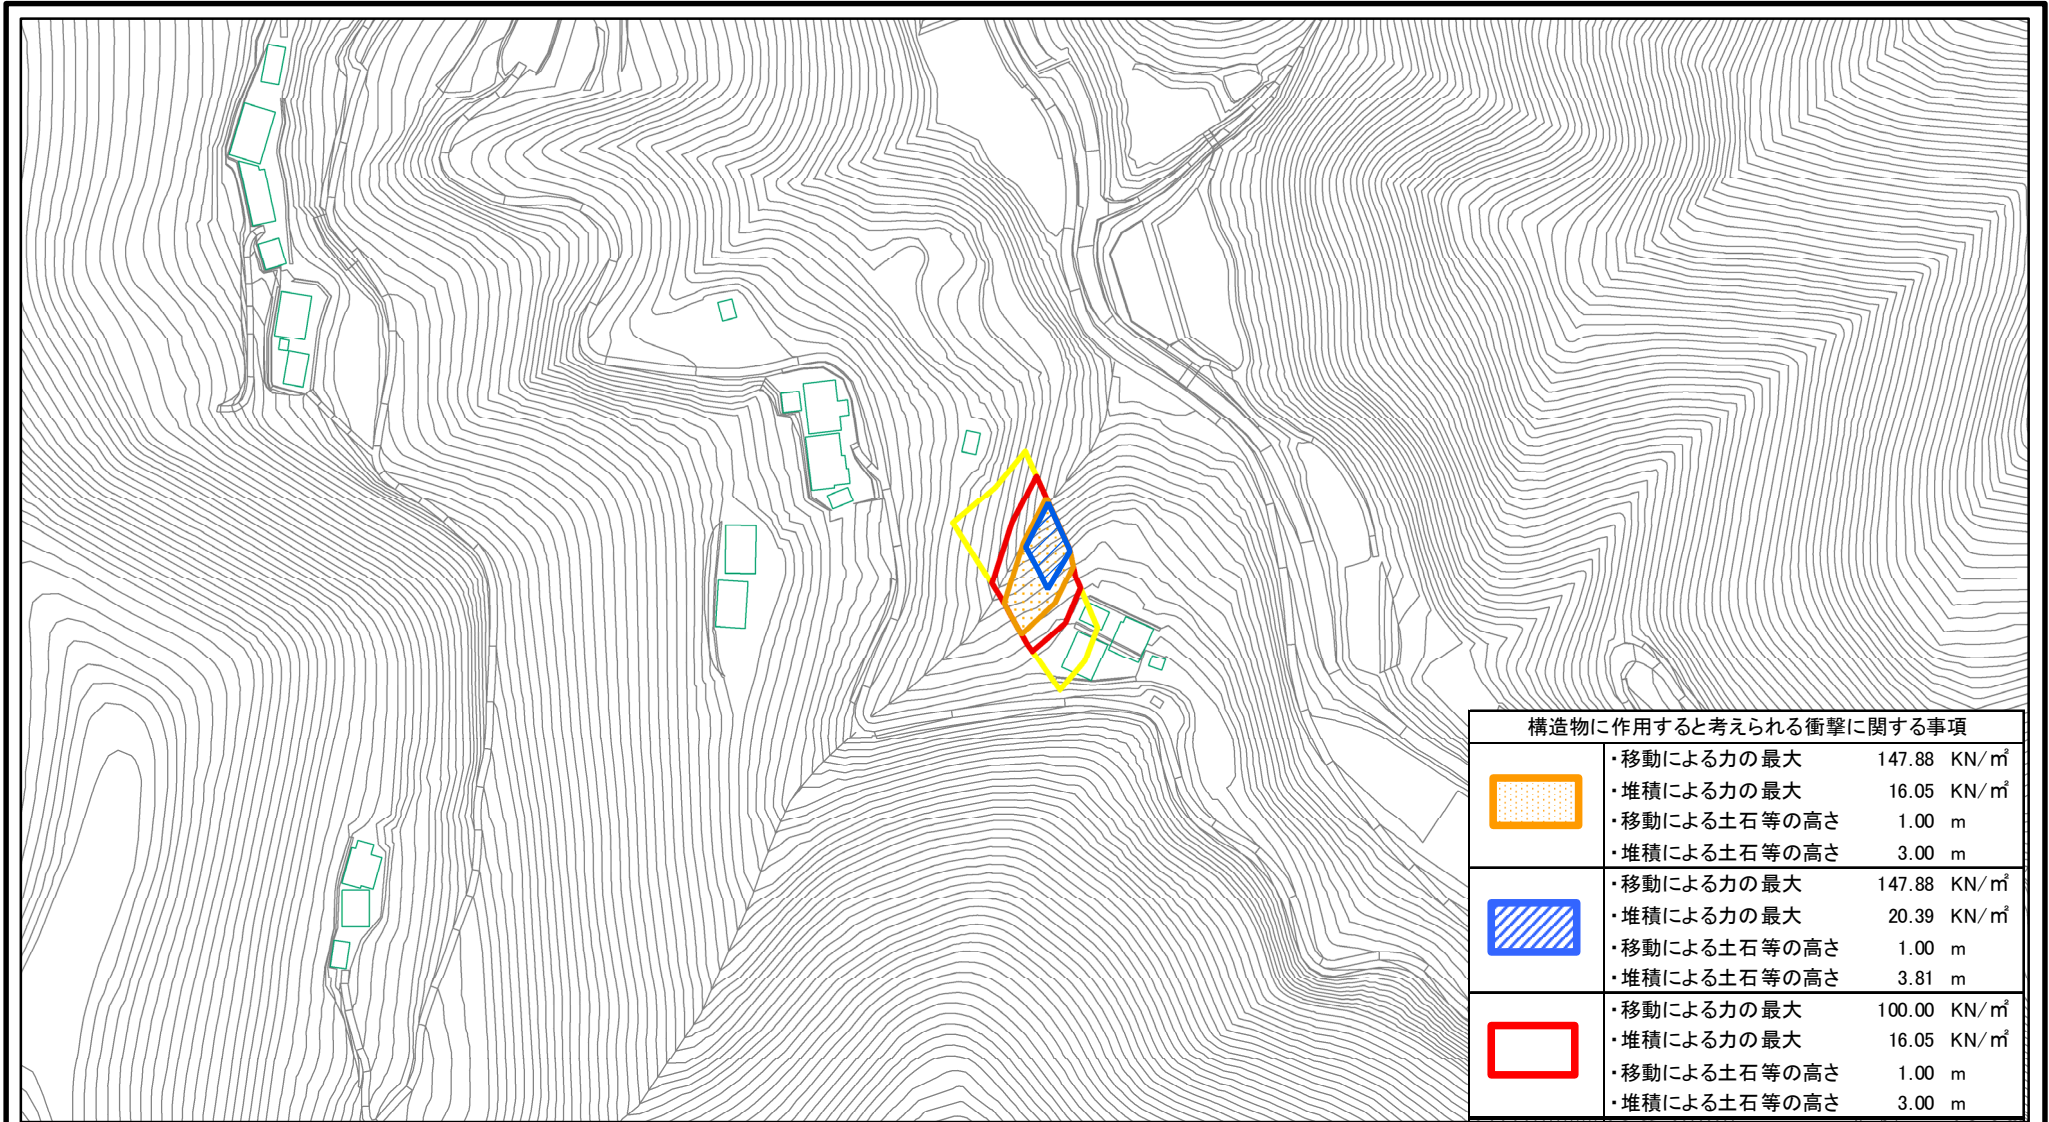 構造物に作用すると考えられる衝撃に関する事項
・移動による力の最大 147.88 KN/㎡
・堆積による力の最大 16.05 KN/㎡
・移動による土石等の高さ 1.00 m
・堆積による土石等の高さ 3.00 m
・移動による力の最大 147.88 KN/㎡
・堆積による力の最大 20.39 KN/㎡
・移動による土石等の高さ 1.00 m
・堆積による土石等の高さ 3.81 m
・移動による力の最大 100.00 KN/㎡
・堆積による力の最大 16.05 KN/㎡
・移動による土石等の高さ 1.00 m
・堆積による土石等の高さ 3.00 m